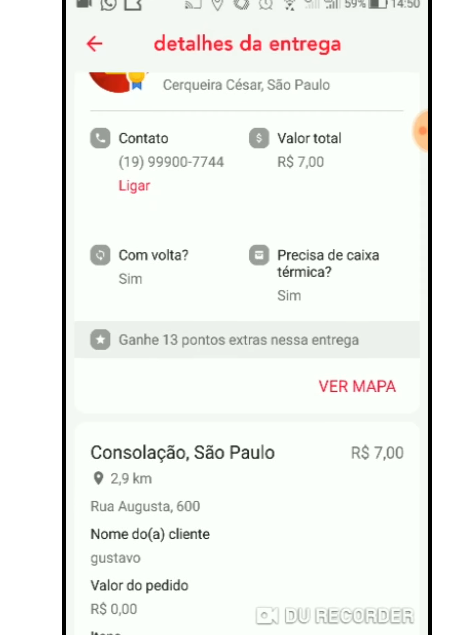 59% 14:50
detalhes da entrega
Cerqueira César, São Paulo
Contato
(19) 99900-7744
Ligar
Valor total
R$ 7,00
Com volta?
Sim
Precisa de caixa
térmica?
Sim
Ganhe 13 pontos extras nessa entrega
VER MAPA
Consolação, São Paulo R$ 7,00
2,9 km
Rua Augusta, 600
Nome do(a) cliente
gustavo
Valor do pedido
R$ 0,00
DU RECORDER